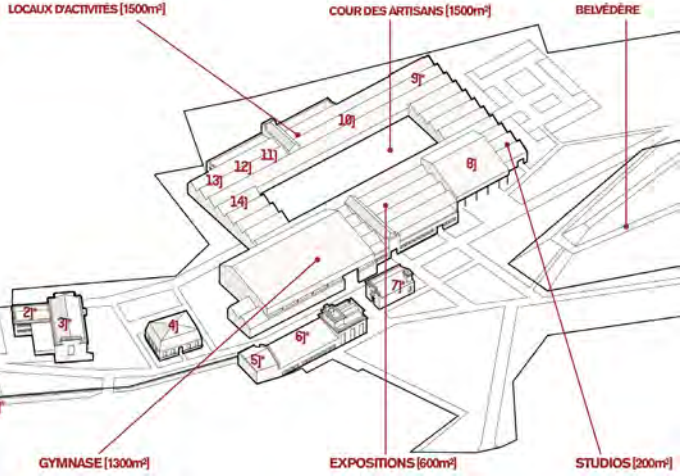 LOCAUX D'ACTIVITÉS [1500m²]
COUR DES ARTISANS [1500m²]
BELVÉDÈRE
9]*
10]
11]
12]
13]
14]
8]
7]*
2]*
3]*
4]
6]*
5]*
GYMNASE [1300m²]
EXPOSITIONS [600m²]
STUDIOS [200m²]